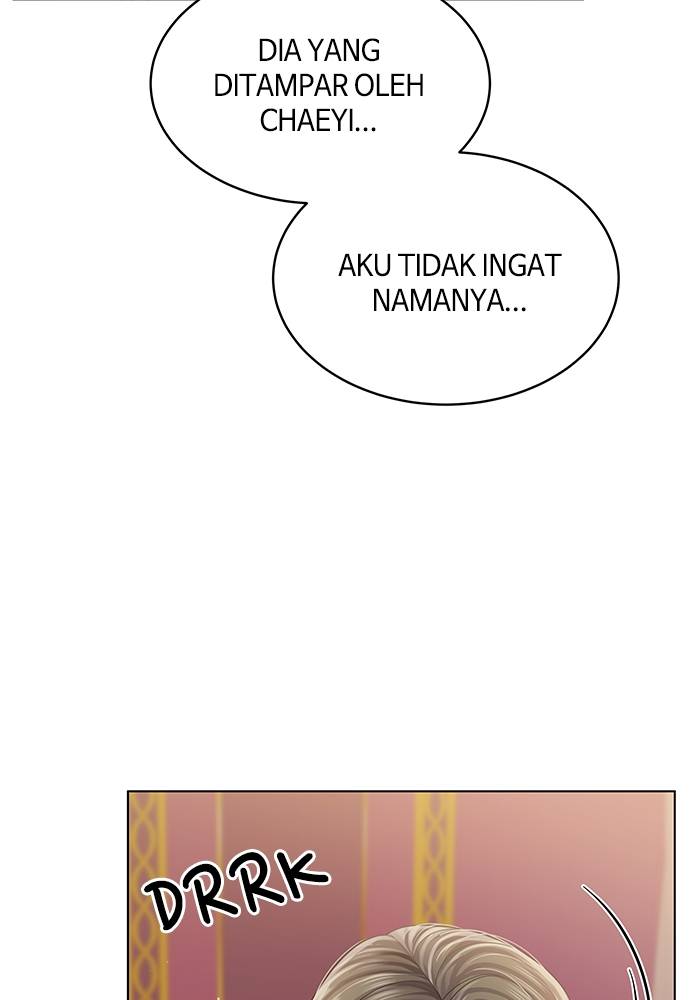 DIA YANG
DITAMPAR OLEH
CHAEYI...
AKU TIDAK INGAT
NAMANYA...
DRRK